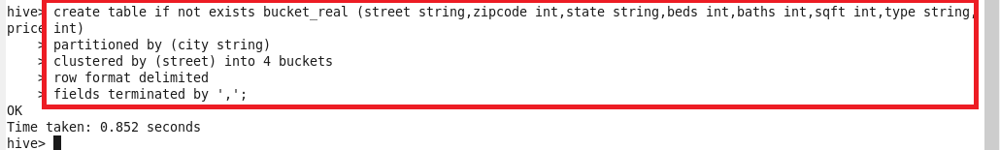 hive> create table if not exists bucket_real (street string,zipcode int,state string,beds int,baths int,sqft int,type string,
price int)
    > partitioned by (city string)
    > clustered by (street) into 4 buckets
    > row format delimited
    > fields terminated by ',';
OK
Time taken: 0.852 seconds
hive>